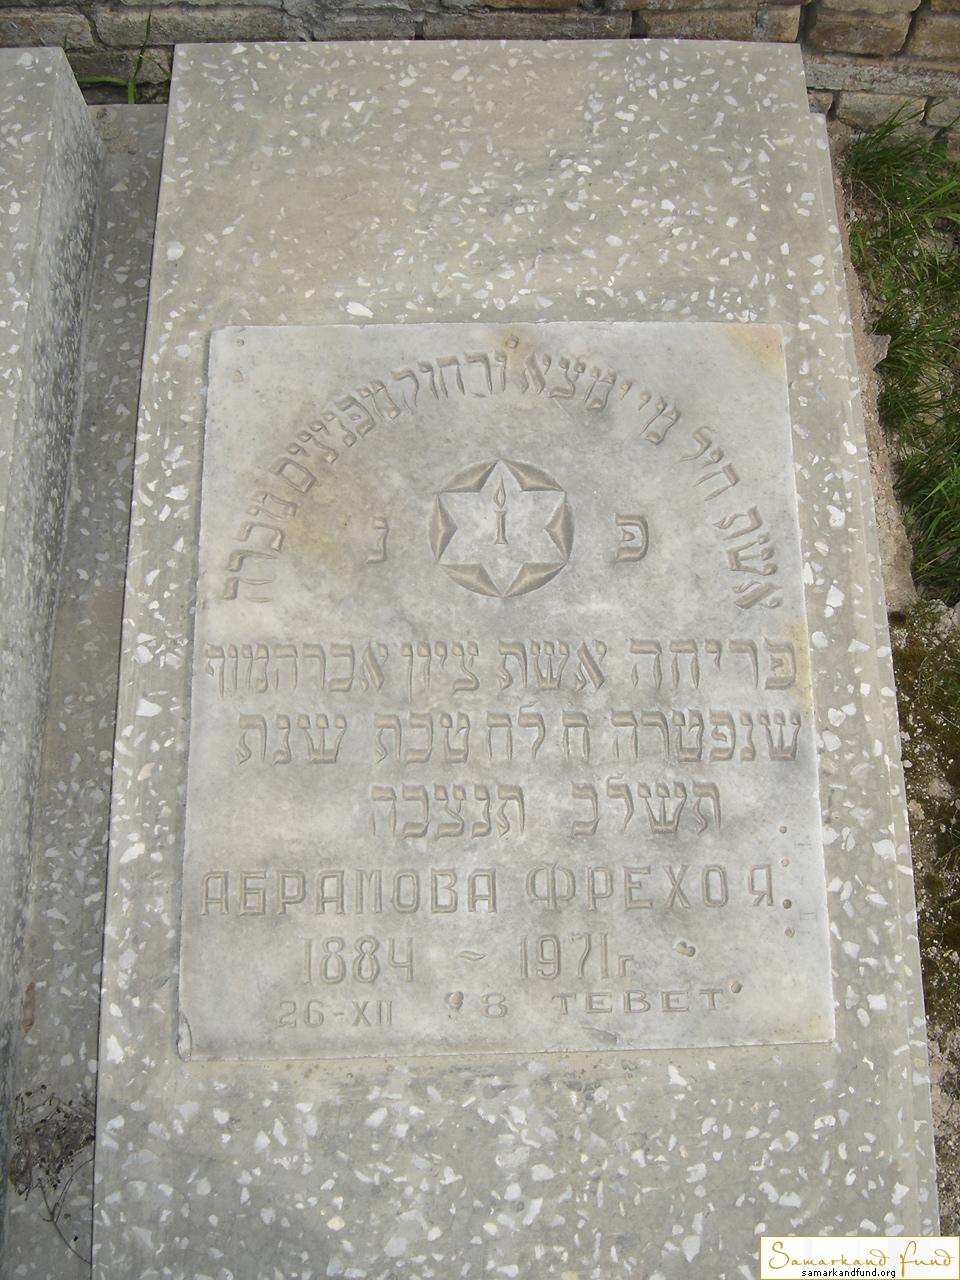 אשת חיל מי ימצא ורחוק מפנינים מכרה
פ נ
פריחה אשת ציון אברהמוף
שנפטרה ח לח טבת שנת
תשלב תנצבה
АБРАМОВА ФРЕХОЯ
1884 - 1971г.
26-XII 8 ТЕВЕТ
Samarkand fund
samarkandfund.org